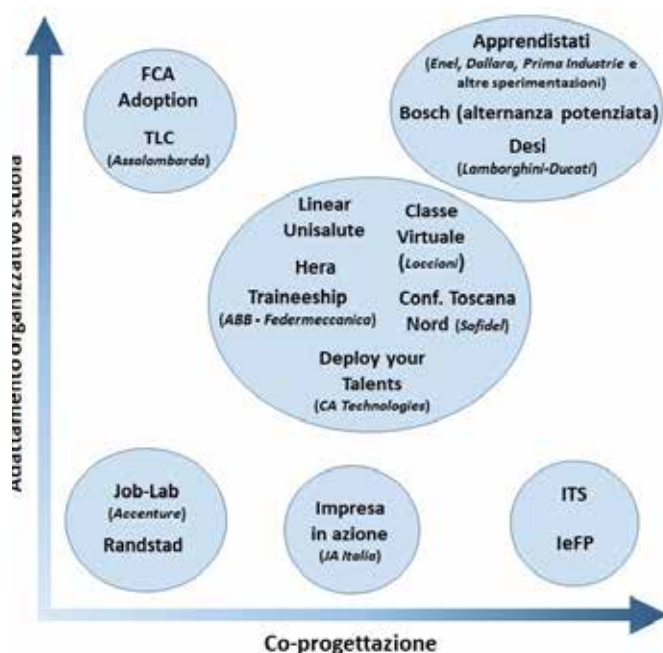 Adattamento organizzativo scuola
FCA
Adoption
TLC
(Assolombarda)
Apprendistati
(Enel, Dallara, Prima Industrie e
altre sperimentazioni)
Bosch (alternanza potenziata)
Desi
(Lamborghini-Ducati)
Linear
Unisalute
Hera
Traineeship
(ABB - Federmeccanica)
Classe
Virtuale
(Loccioni)
Conf. Toscana
Nord (Sofidel)
Deploy your
Talents
(CA Technologies)
Job-Lab
(Accenture)
Randstad
Impresa
in azione
(JA Italia)
ITS
IeFP
Co-progettazione